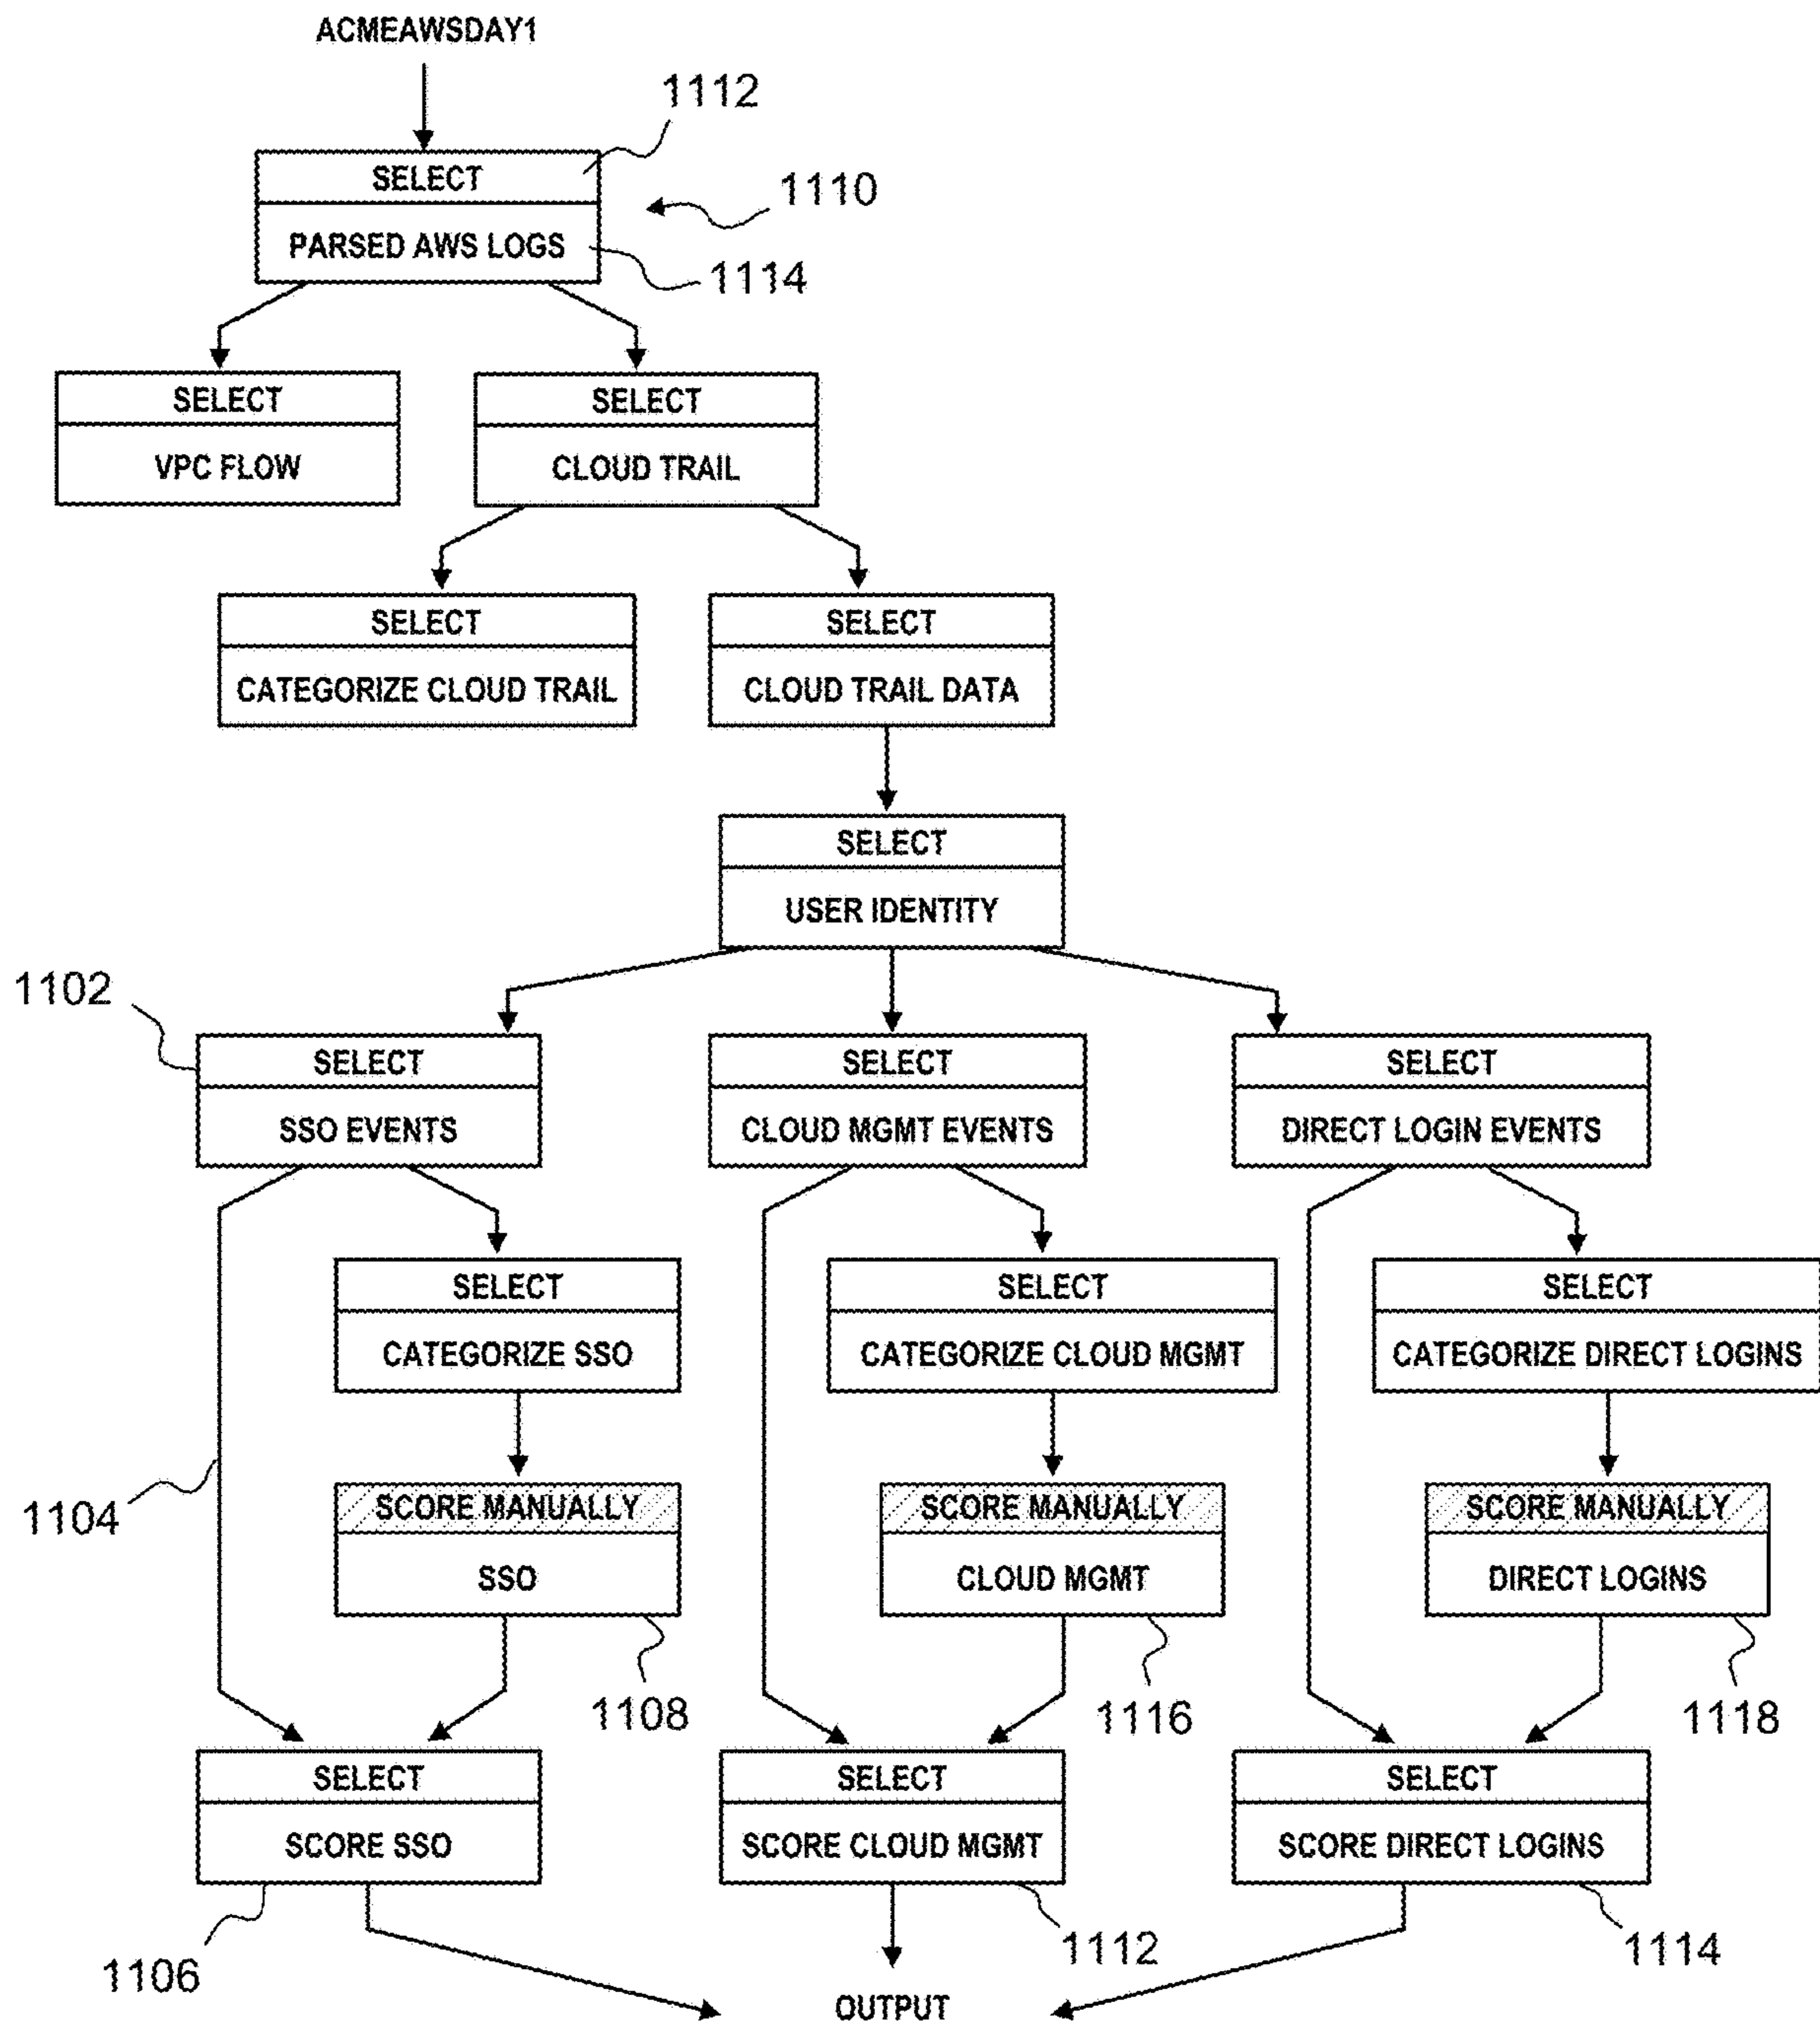 ACMEAWSDAY1
1112
SELECT
1110
PARSED AWS LOGS
1114
SELECT
SELECT
VPC FLOW
CLOUD TRAIL
SELECT
SELECT
CATEGORIZE CLOUD TRAIL
CLOUD TRAIL DATA
SELECT
USER IDENTITY
1102
SELECT
SELECT
SELECT
SSO EVENTS
CLOUD MGMT EVENTS
DIRECT LOGIN EVENTS
SELECT
SELECT
SELECT
CATEGORIZE SSO
CATEGORIZE CLOUD MGMT
CATEGORIZE DIRECT LOGINS
1104
SCORE MANUALLY
SCORE MANUALLY
SCORE MANUALLY
SSO
CLOUD MGMT
DIRECT LOGINS
1108
1116
1118
SELECT
SELECT
SELECT
SCORE SSO
SCORE CLOUD MGMT
SCORE DIRECT LOGINS
1106
1112
1114
OUTPUT